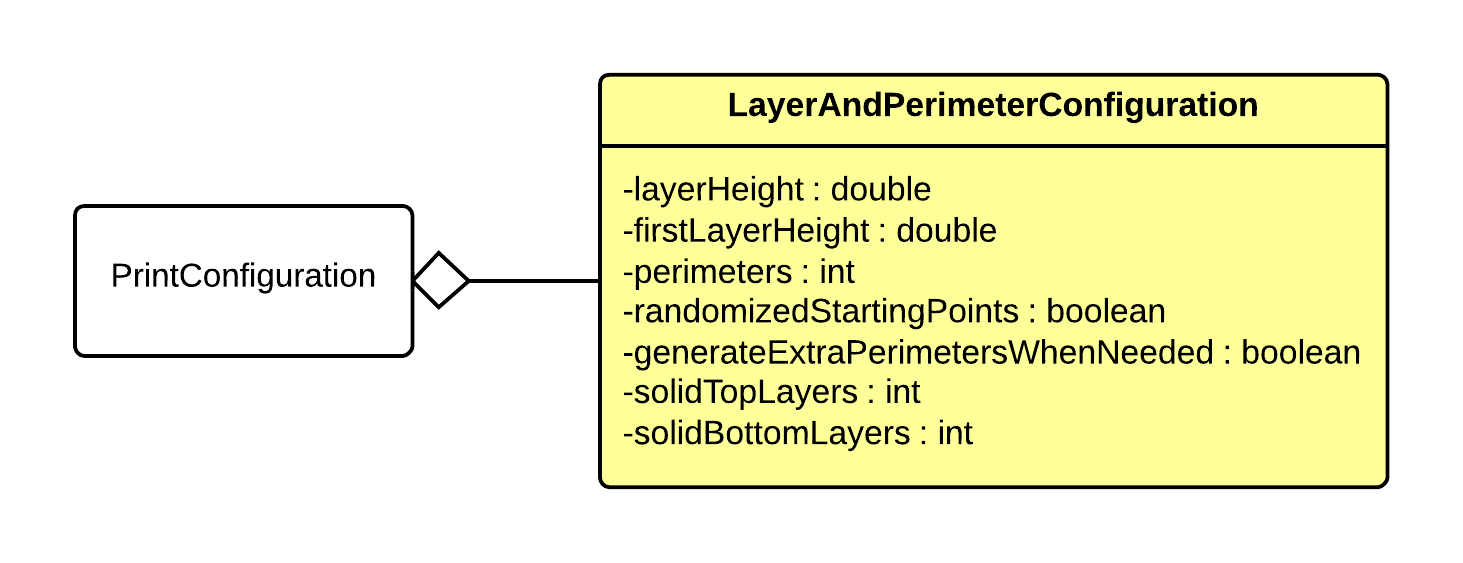 LayerAndPerimeterConfiguration
-layerHeight : double
-firstLayerHeight : double
PrintConfiguration
-perimeters : int
-randomizedStartingPoints : boolean
-generateExtraPerimetersWhenNeeded : boolean
-solidTopLayers : int
-solidBottomLayers : int